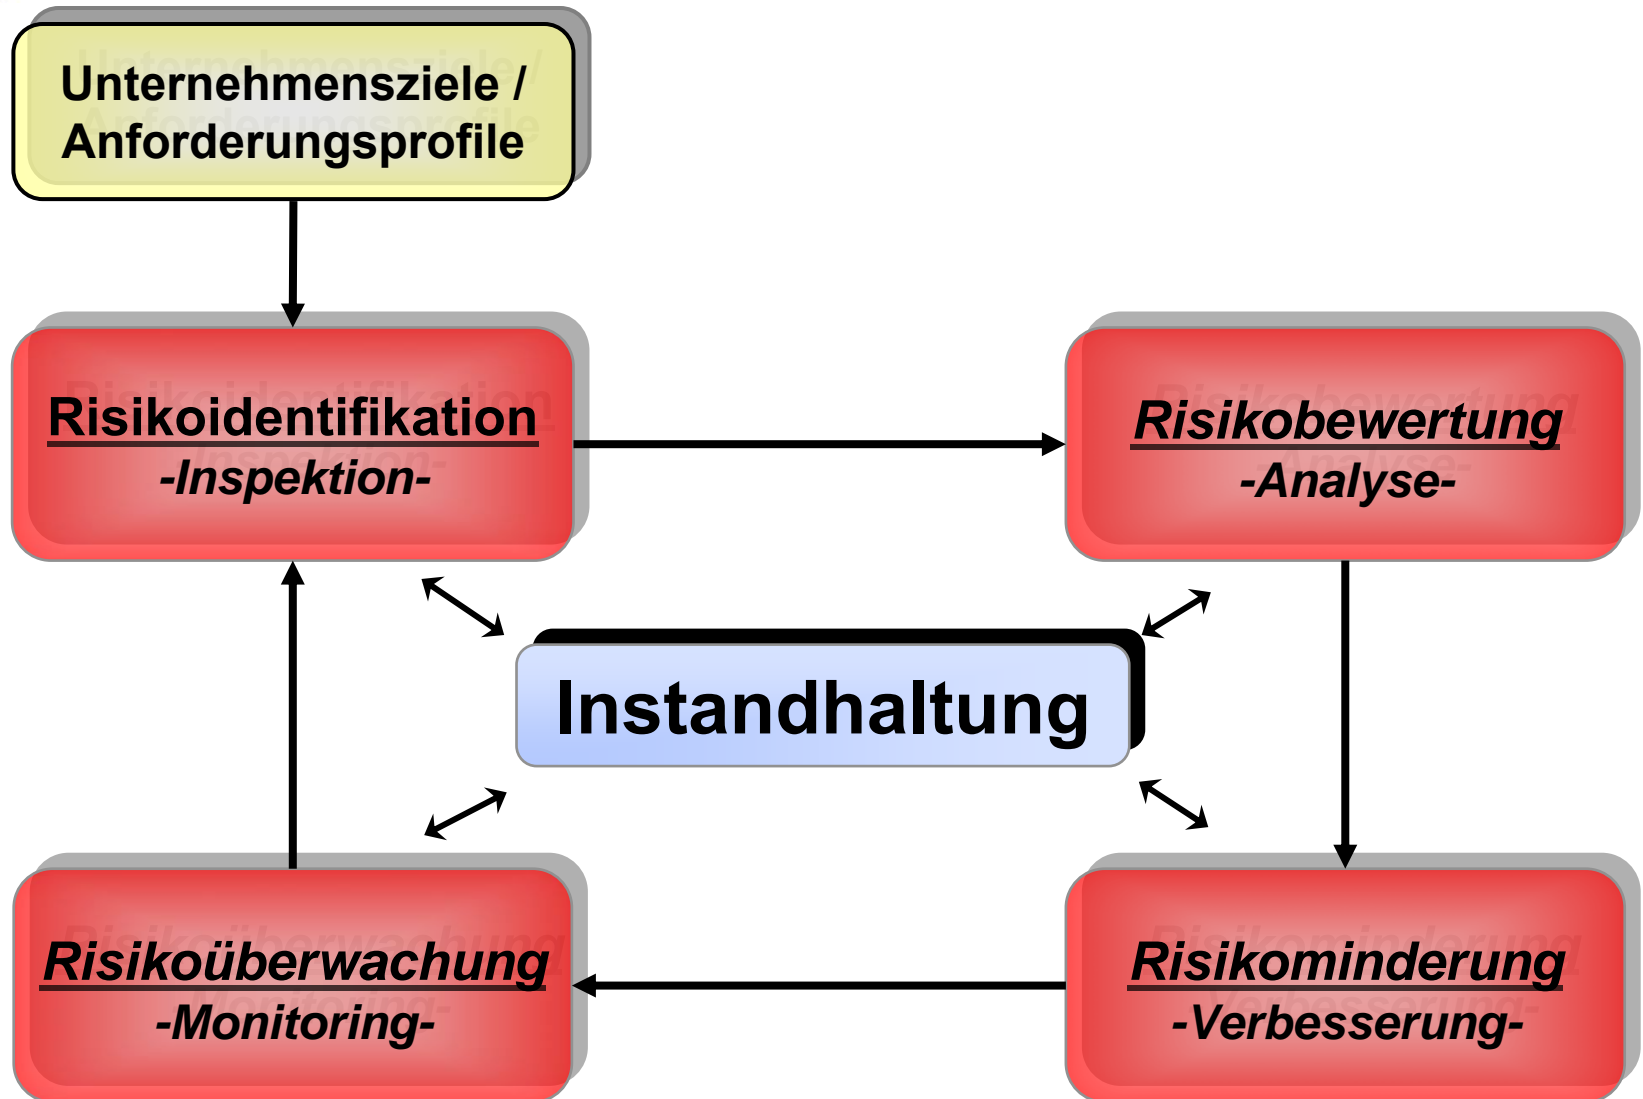 Unternehmensziele /
Anforderungsprofile
Risikoidentifikation
-Inspektion-
Risikobewertung
-Analyse-
Instandhaltung
Risikoüberwachung
-Monitoring-
Risikominderung
-Verbesserung-